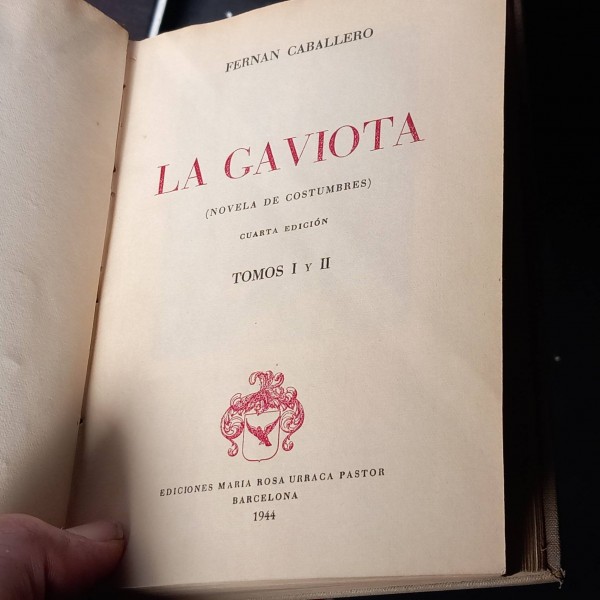 FERNAN CABALLERO
LA GAVIOTA
(NOVELA DE COSTUMBRES)
CUARTA EDICIÓN
TOMOS I Y II
EDICIONES MARIA ROSA URRACA PASTOR
BARCELONA
1944